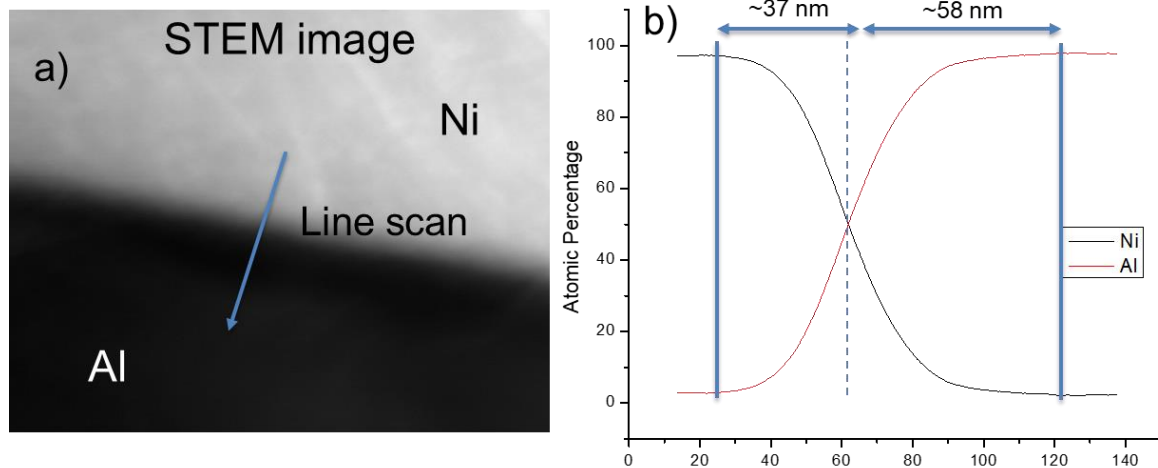 a)
STEM image
Ni
Line scan
Al
b)
~37 nm
~58 nm
100
80
60
40
20
0
Atomic Percentage
Ni
Al
0
20
40
60
80
100
120
140